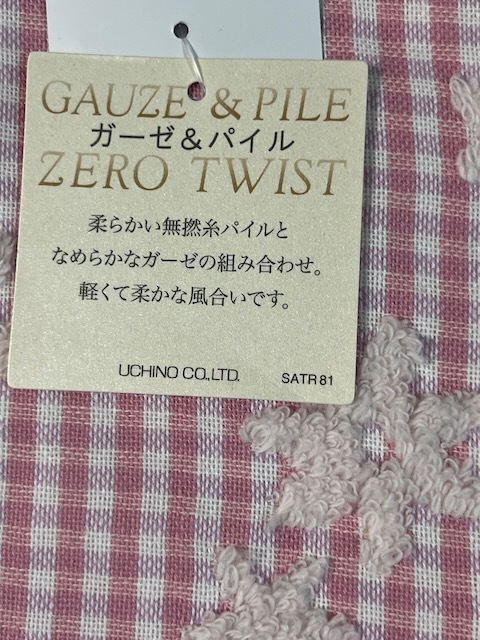 GAUZE & PILE
ガーゼ&パイル
ZERO TWIST
柔らかい無撚糸パイルと
なめらかなガーゼの組み合わせ。
軽くて柔かな風合いです。
UCHINO CO.,LTD. SATR81